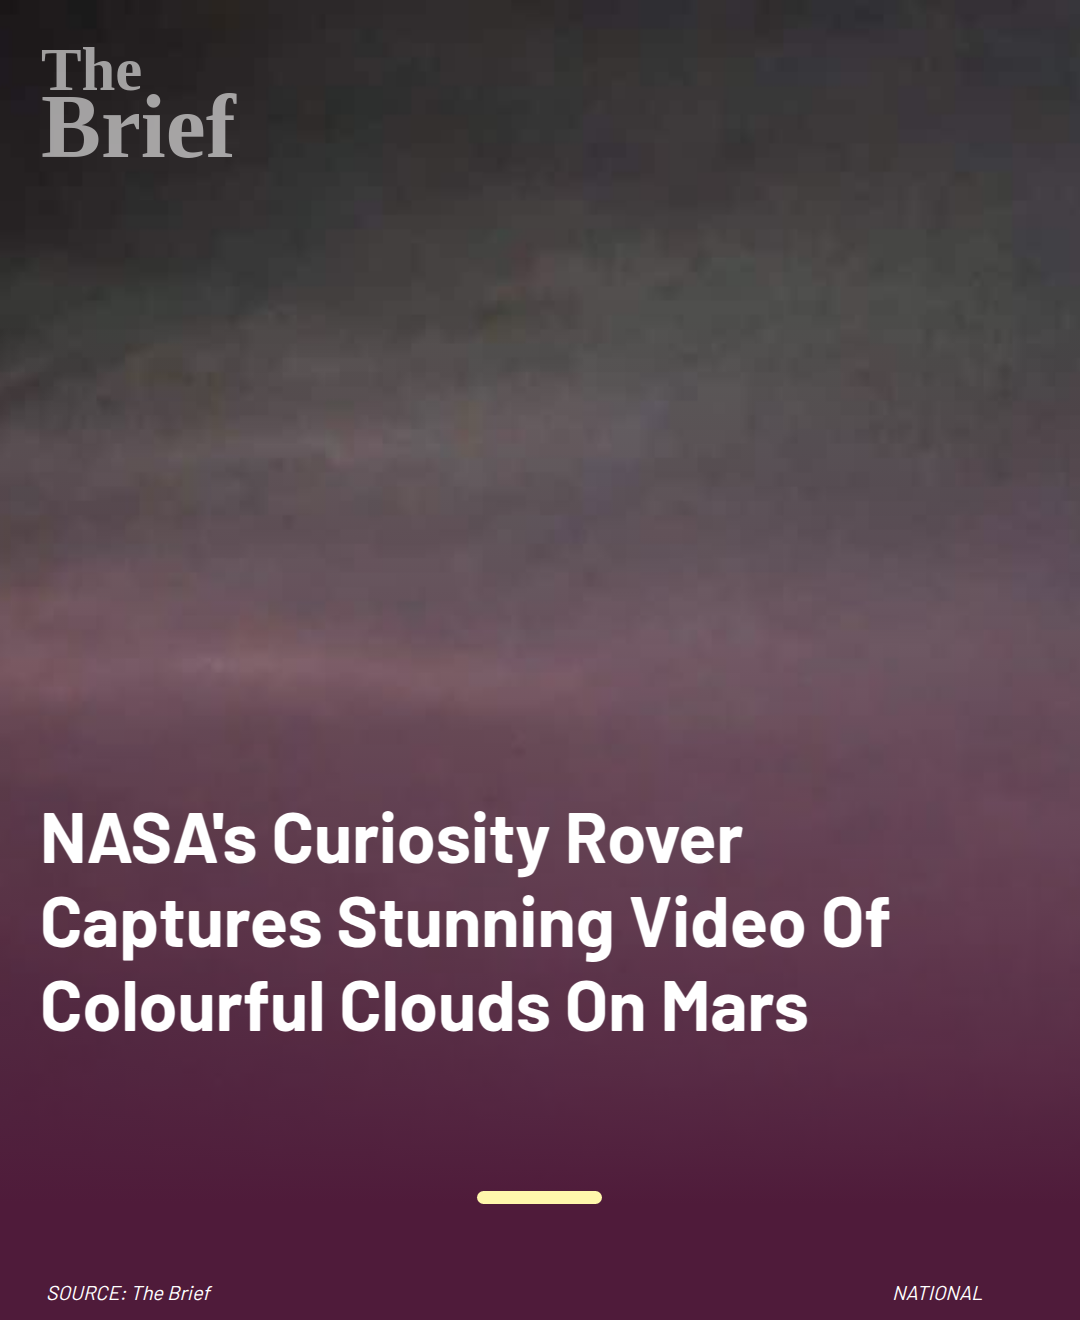 The
Brief
NASA's Curiosity Rover
Captures Stunning Video Of
Colourful Clouds On Mars
SOURCE: The Brief
NATIONAL